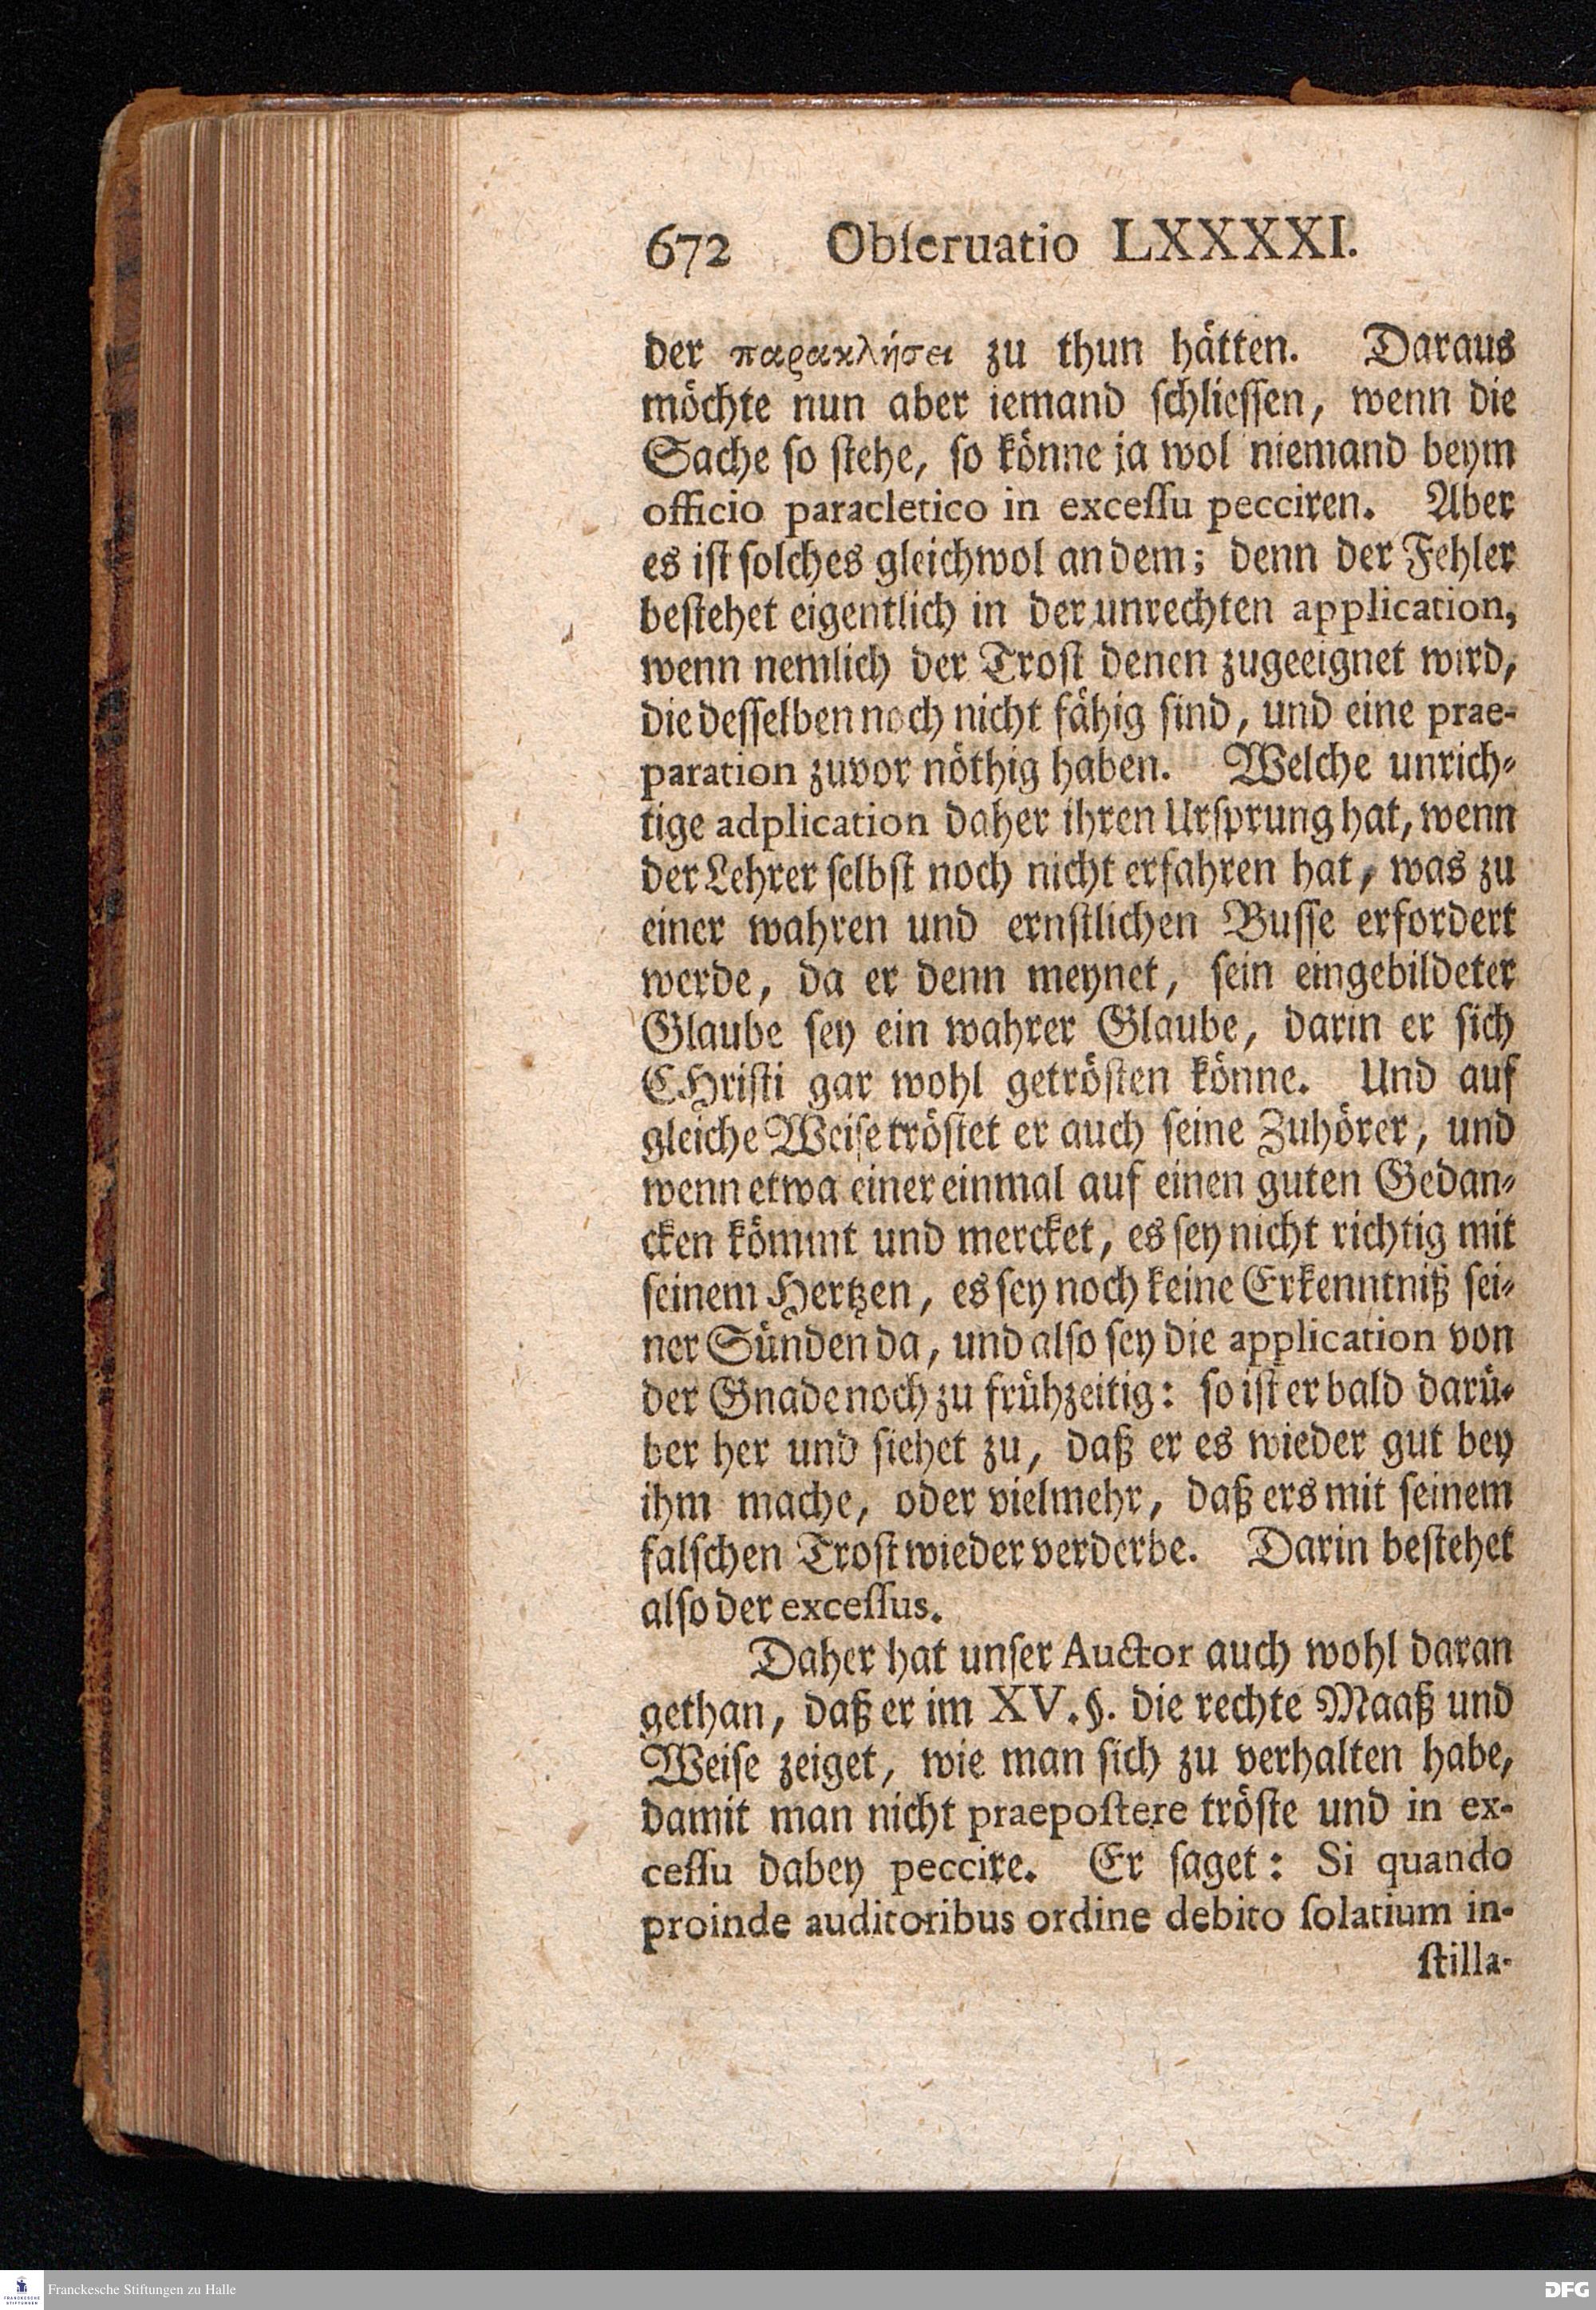 672 Obſeruatio LXXXXI.
der παρακλήσει zu thun hätten. Daraus
möchte nun aber iemand ſchlieſſen, wenn die
Sache ſo ſtehe, ſo könne ja wol niemand beym
officio paracletico in exceſſu pecciren. Aber
es iſt ſolches gleichwol an dem; denn der Fehler
beſtehet eigentlich in der unrechten application,
wenn nemlich der Troſt denen zugeeignet wird,
die deſſelben noch nicht fähig ſind, und eine prae-
paration zuvor nöthig haben. Welche unrich-
tige adplication daher ihren Urſprung hat, wenn
der Lehrer ſelbſt noch nicht erfahren hat, was zu
einer wahren und ernſtlichen Buſſe erfordert
werde, da er denn meynet, ſein eingebildeter
Glaube ſey ein wahrer Glaube, darin er ſich
CHriſti gar wohl getröſten könne. Und auf
gleiche Weiſe tröſtet er auch ſeine Zuhörer, und
wenn etwa einer einmal auf einen guten Gedan-
cken kömmt und mercket, es ſey nicht richtig mit
ſeinem Hertzen, es ſey noch keine Erkenntniß ſei-
ner Sünden da, und alſo ſey die application von
der Gnade noch zu frühzeitig: ſo iſt er bald darü-
ber her und ſiehet zu, daß er es wieder gut bey
ihm mache, oder vielmehr, daß ers mit ſeinem
falſchen Troſt wieder verderbe. Darin beſtehet
alſo der exceſſus.
Daher hat unſer Auctor auch wohl daran
gethan, daß er im XV. §. die rechte Maaß und
Weiſe zeiget, wie man ſich zu verhalten habe,
damit man nicht praepoſtere tröſte und in ex-
ceſſu dabey peccire. Er ſaget: Si quando
proinde auditoribus ordine debito ſolatium in-
ſtilla-
Franckesche Stiftungen zu Halle
DFG